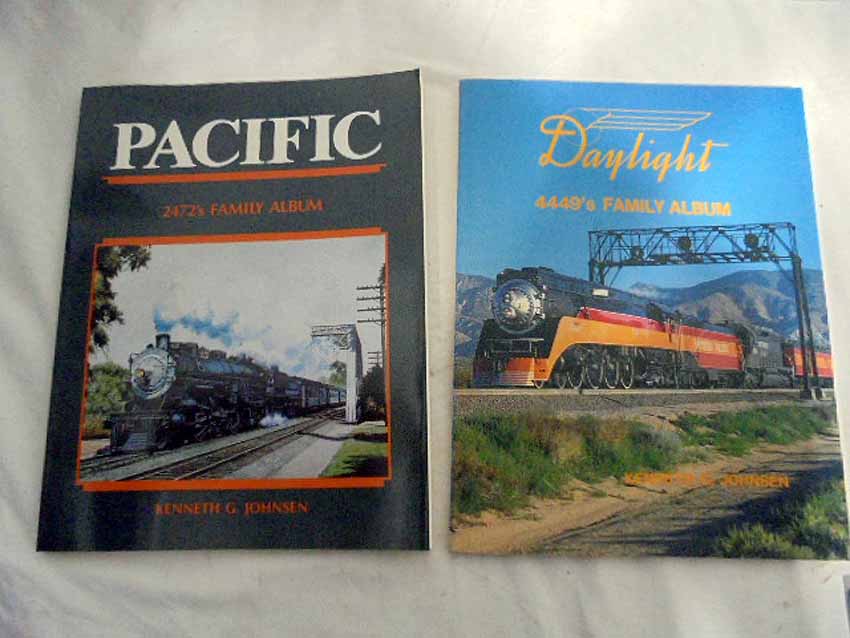 PACIFIC
2472's FAMILY ALBUM
KENNETH G. JOHNSEN
Daylight
4449's FAMILY ALBUM
KENNETH G. JOHNSEN